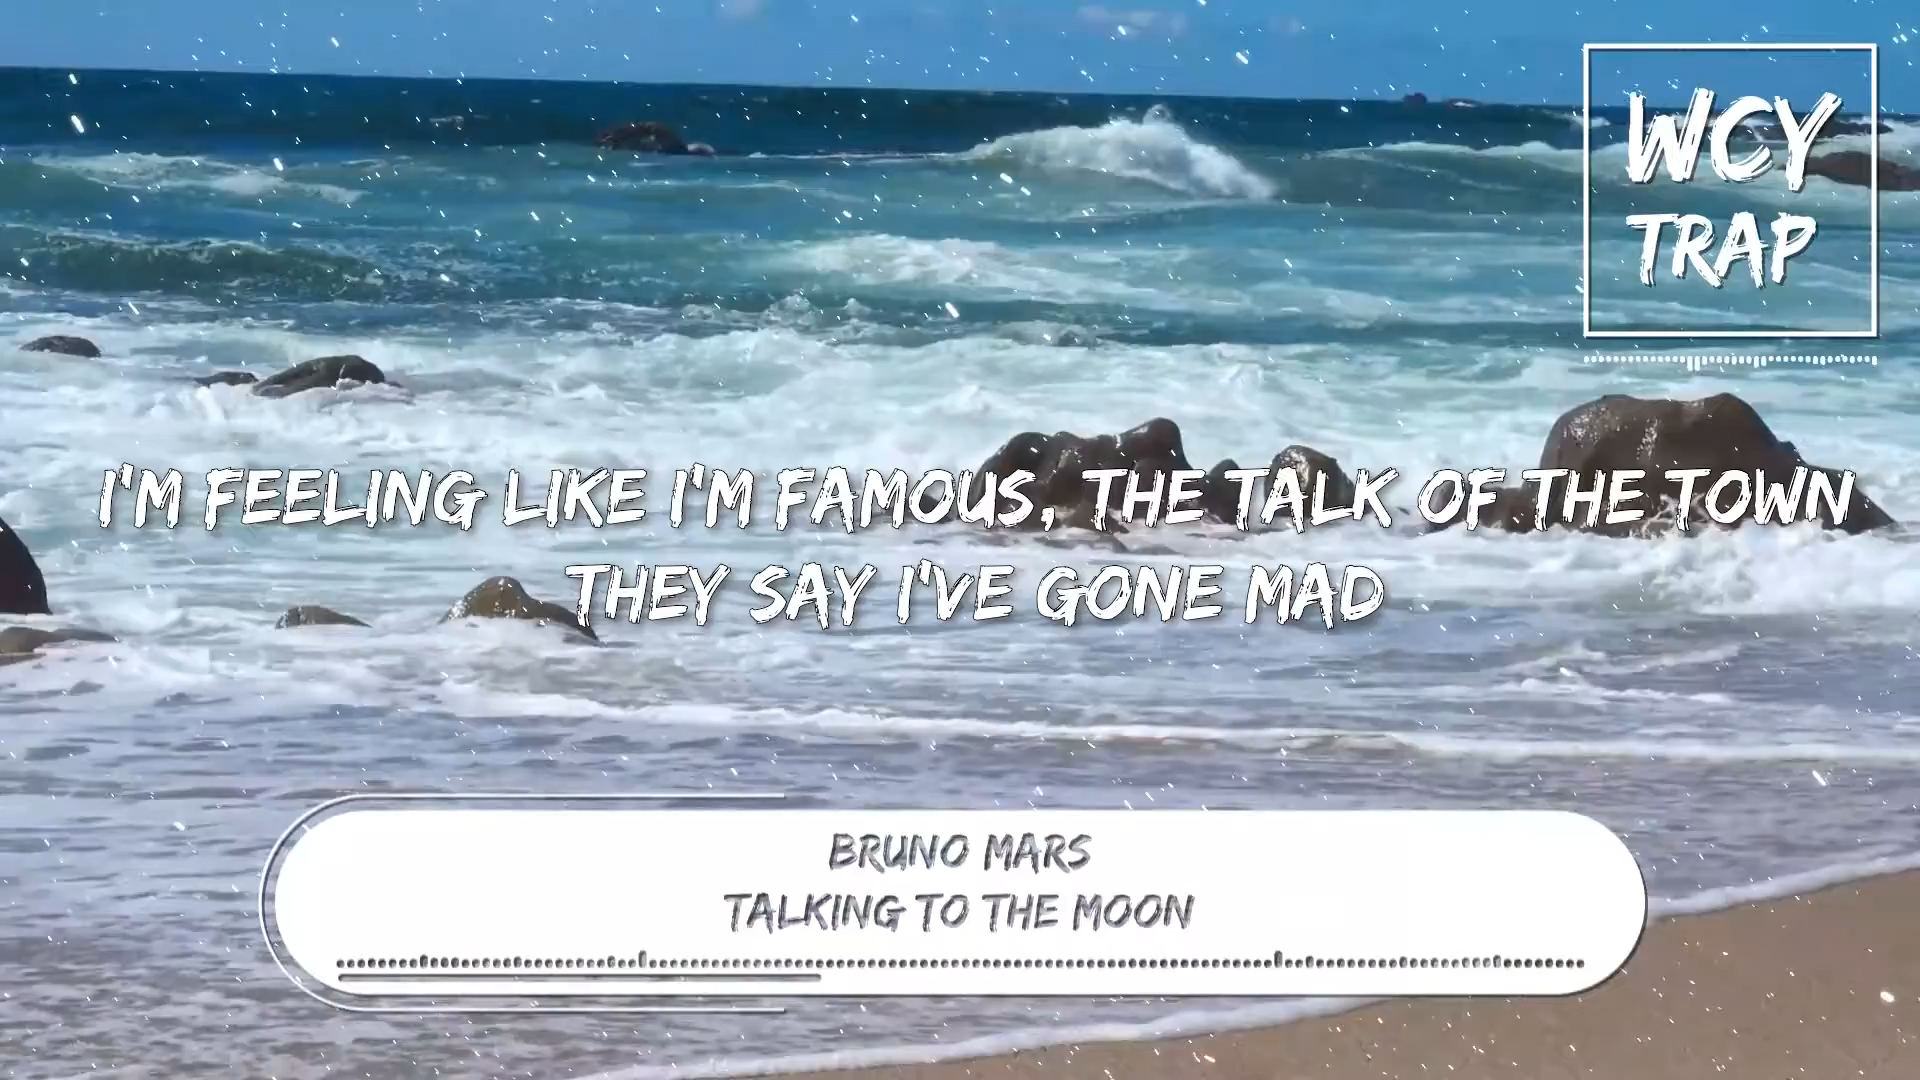 WCY
TRAP
I'M FEELING LIKE I'M FAMOUS, THE TALK OF THE TOWN
THEY SAY I'VE GONE MAD
BRUNO MARS
TALKING TO THE MOON